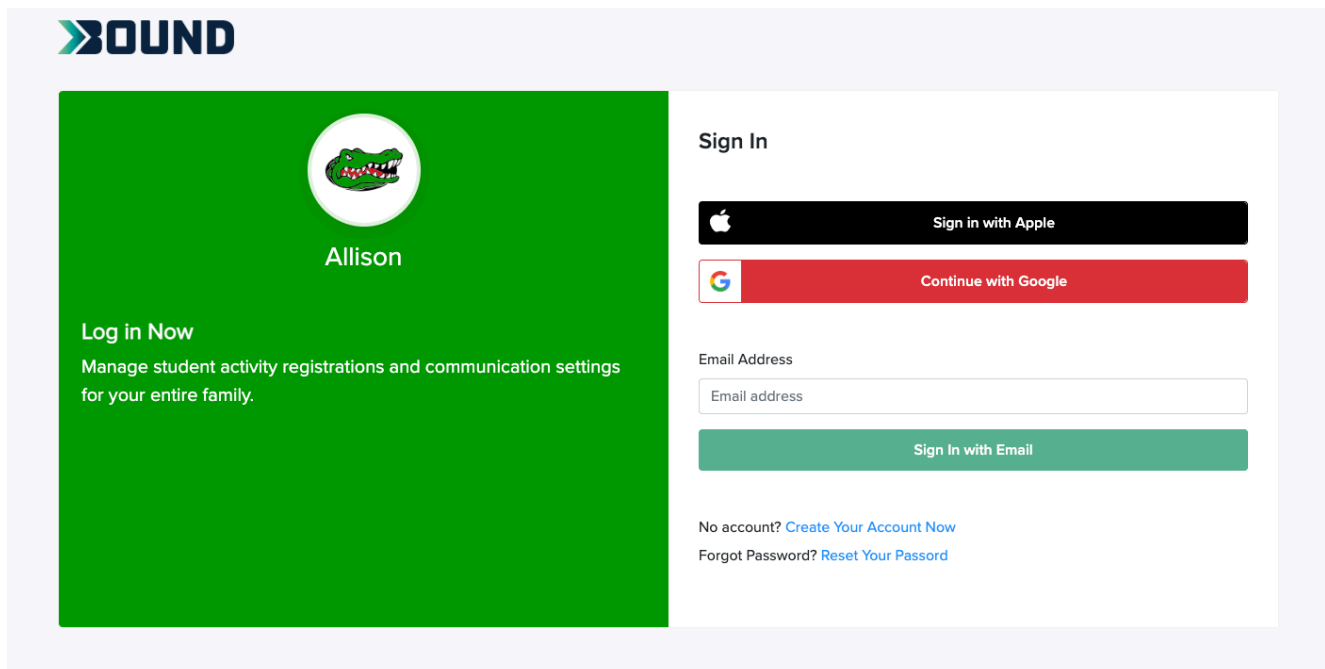 BOUND
Allison
Log in Now
Manage student activity registrations and communication settings
for your entire family.
Sign In
Sign in with Apple
Continue with Google
Email Address
Email address
Sign In with Email
No account? Create Your Account Now
Forgot Password? Reset Your Passord